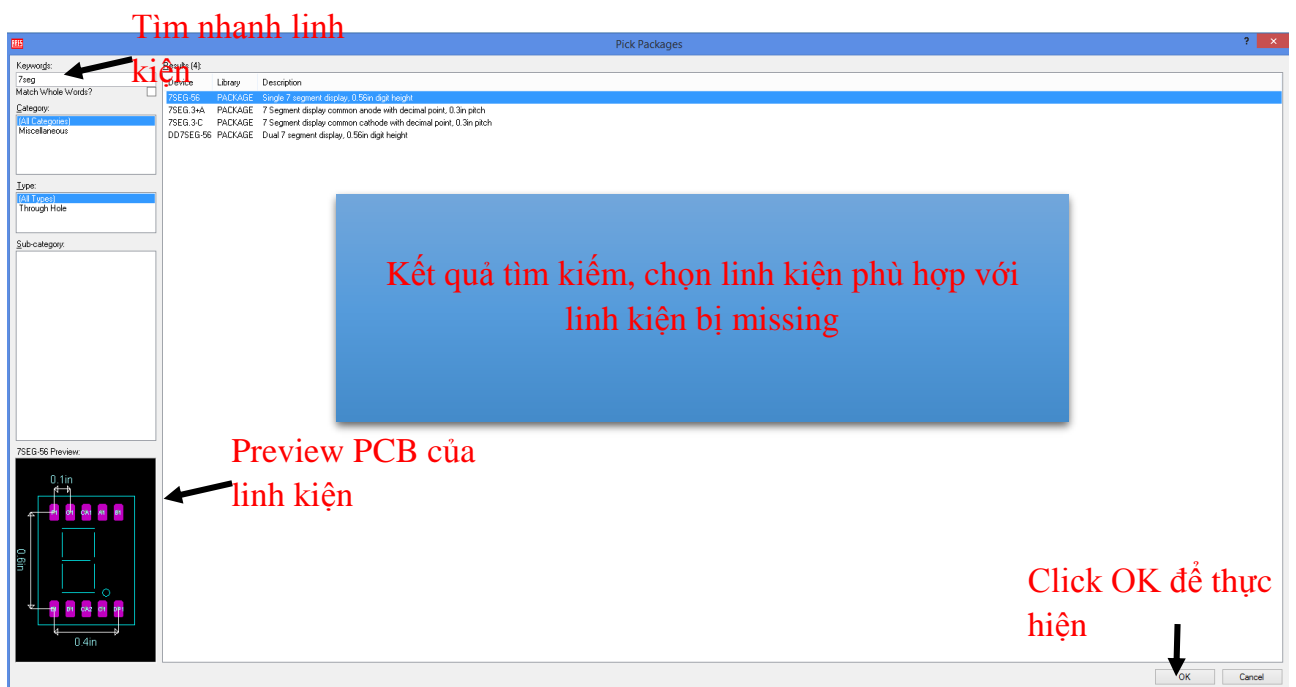 Tìm nhanh linh
kiện
Pick Packages
? ×
Keywords:
7seg
Match Whole Words?
Category:
(All Categories)
Miscellaneous
Type:
(All Types)
Through Hole
Sub-category:
Results (4):
Device Library Description
7SEG-56 PACKAGE Single 7 segment display, 0.56in digit height
7SEG.3+A PACKAGE 7 Segment display common anode with decimal point, 0.3in pitch
7SEG.3-C PACKAGE 7 Segment display common cathode with decimal point, 0.3in pitch
DD7SEG-56 PACKAGE Dual 7 segment display, 0.56in digit height
Kết quả tìm kiếm, chọn linh kiện phù hợp với
linh kiện bị missing
7SEG-56 Preview:
0.1in
A1 B1
0.6in
D1 CA2 DP1
0.4in
Preview PCB của
linh kiện
Click OK để thực
hiện
OK Cancel